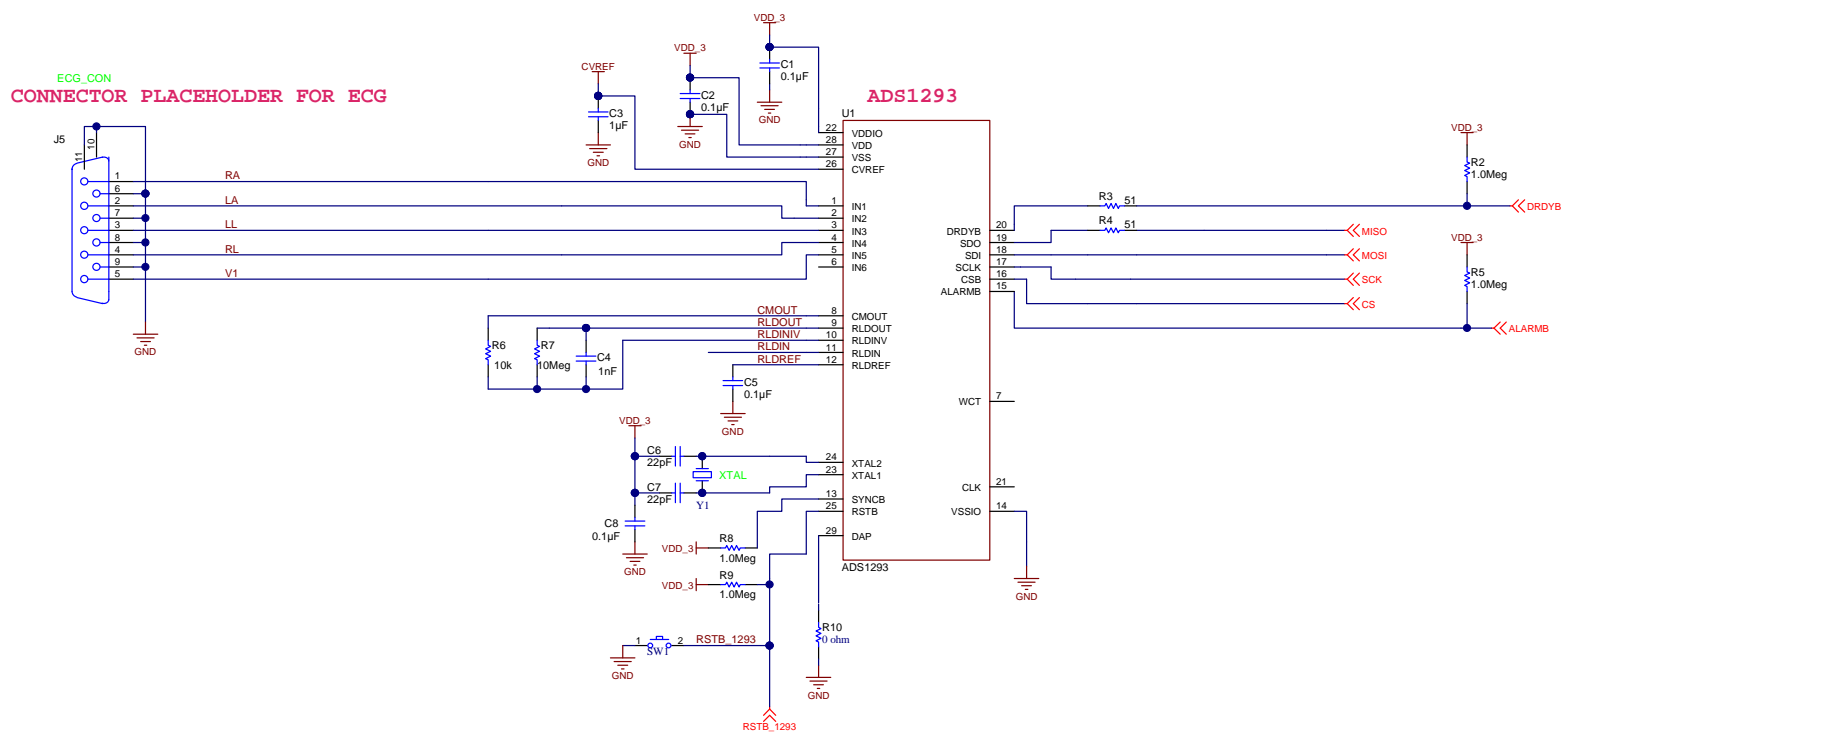 ECG_CON
CONNECTOR PLACEHOLDER FOR ECG
J5
11
10
1
6
2
7
3
8
4
9
5
RA
LA
LL
RL
V1
GND
CVREF
C3
1µF
GND
VDD_3
C2
0.1µF
GND
VDD_3
C1
0.1µF
GND
ADS1293
U1
22 VDDIO
28 VDD
27 VSS
26 CVREF
1 IN1
2 IN2
3 IN3
4 IN4
5 IN5
6 IN6
CMOUT 8 CMOUT
RLDOUT 9 RLDOUT
RLDINIV 10 RLDINV
RLDIN 11 RLDIN
RLDREF 12 RLDREF
R6
10k
R7
10Meg
C4
1nF
C5
0.1µF
GND
VDD_3
C6
22pF
C7
22pF
XTAL
Y1
C8
0.1µF
GND
24 XTAL2
23 XTAL1
13 SYNCB
25 RSTB
29 DAP
ADS1293
VDD_3
R8
1.0Meg
VDD_3
R9
1.0Meg
1
2
SW1
RSTB_1293
GND
R10
0 ohm
GND
RSTB_1293
DRDYB 20
SDO 19
SDI 18
SCLK 17
CSB 16
ALARMB 15
WCT 7
CLK 21
VSSIO 14
GND
R3 51
R4 51
VDD_3
R2
1.0Meg
DRDYB
MISO
VDD_3
MOSI
R5
1.0Meg
SCK
CS
ALARMB